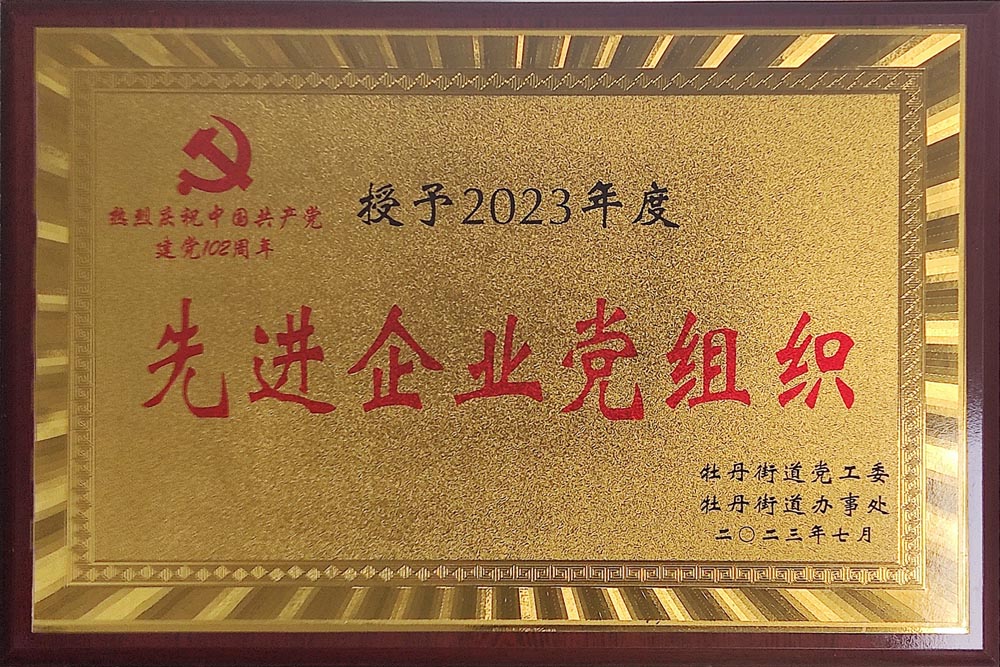 热烈庆祝中国共产党
建党102周年
授予2023年度
先进企业党组织
牡丹街道党工委
牡丹街道办事处
二〇二三年七月